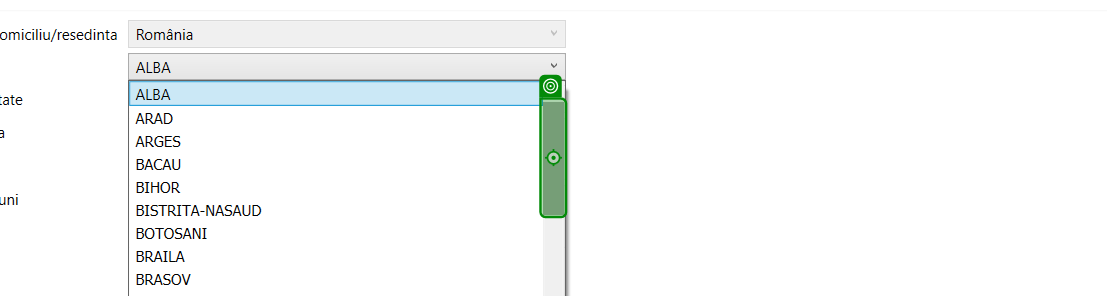 omiciliu/resedinta România
ALBA
ALBA
tate
ARAD
a
ARGES
BACAU
BIHOR
uni
BISTRITA-NASAUD
BOTOSANI
BRAILA
BRASOV